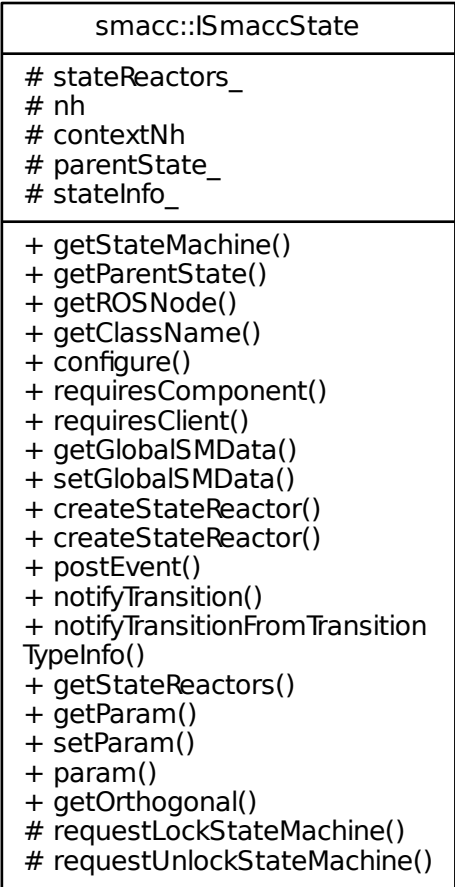 smacc::ISmaccState
# stateReactors_
# nh
# contextNh
# parentState_
# stateInfo_
+ getStateMachine()
+ getParentState()
+ getROSNode()
+ getClassName()
+ configure()
+ requiresComponent()
+ requiresClient()
+ getGlobalSMData()
+ setGlobalSMData()
+ createStateReactor()
+ createStateReactor()
+ postEvent()
+ notifyTransition()
+ notifyTransitionFromTransition
TypeInfo()
+ getStateReactors()
+ getParam()
+ setParam()
+ param()
+ getOrthogonal()
# requestLockStateMachine()
# requestUnlockStateMachine()